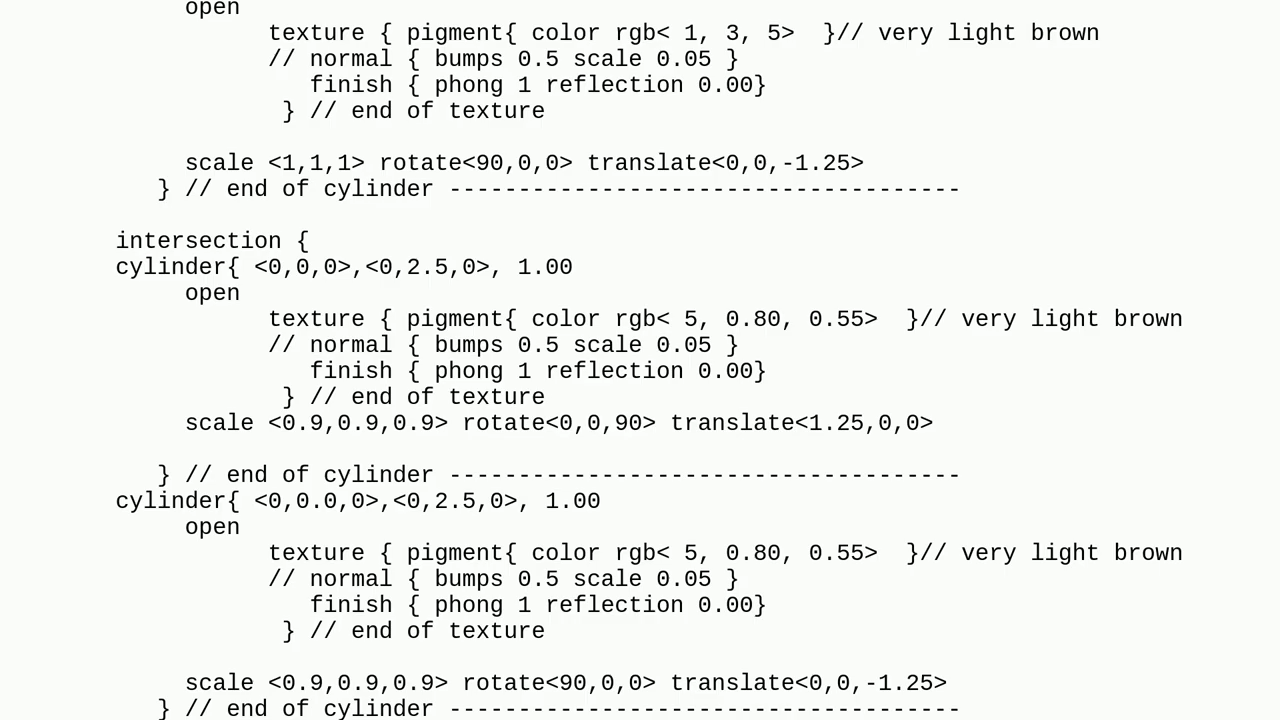 open
texture { pigment{ color rgb< 1, 3, 5>  }// very light brown
// normal { bumps 0.5 scale 0.05 }
finish { phong 1 reflection 0.00}
} // end of texture
scale <1,1,1> rotate<90,0,0> translate<0,0,-1.25>
} // end of cylinder -------------------------------------
intersection {
cylinder{ <0,0,0>,<0,2.5,0>, 1.00
open
texture { pigment{ color rgb< 5, 0.80, 0.55>  }// very light brown
// normal { bumps 0.5 scale 0.05 }
finish { phong 1 reflection 0.00}
} // end of texture
scale <0.9,0.9,0.9> rotate<0,0,90> translate<1.25,0,0>
} // end of cylinder -------------------------------------
cylinder{ <0,0.0,0>,<0,2.5,0>, 1.00
open
texture { pigment{ color rgb< 5, 0.80, 0.55>  }// very light brown
// normal { bumps 0.5 scale 0.05 }
finish { phong 1 reflection 0.00}
} // end of texture
scale <0.9,0.9,0.9> rotate<90,0,0> translate<0,0,-1.25>
} // end of cylinder -------------------------------------